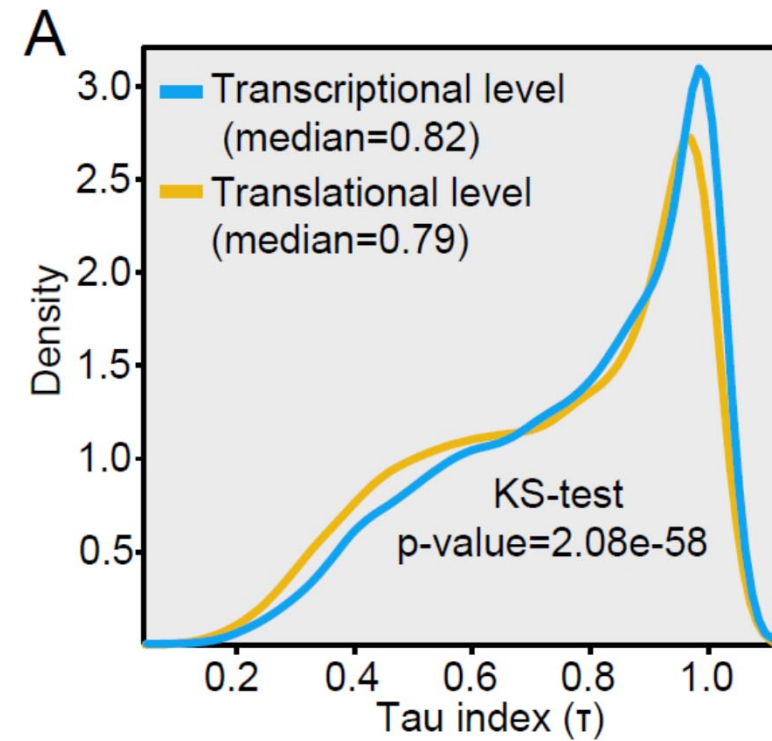 A
3.0
2.5
2.0
1.5
1.0
0.5
Density
Transcriptional level
(median=0.82)
Translational level
(median=0.79)
KS-test
p-value=2.08e-58
0.2 0.4 0.6 0.8 1.0
Tau index (τ)